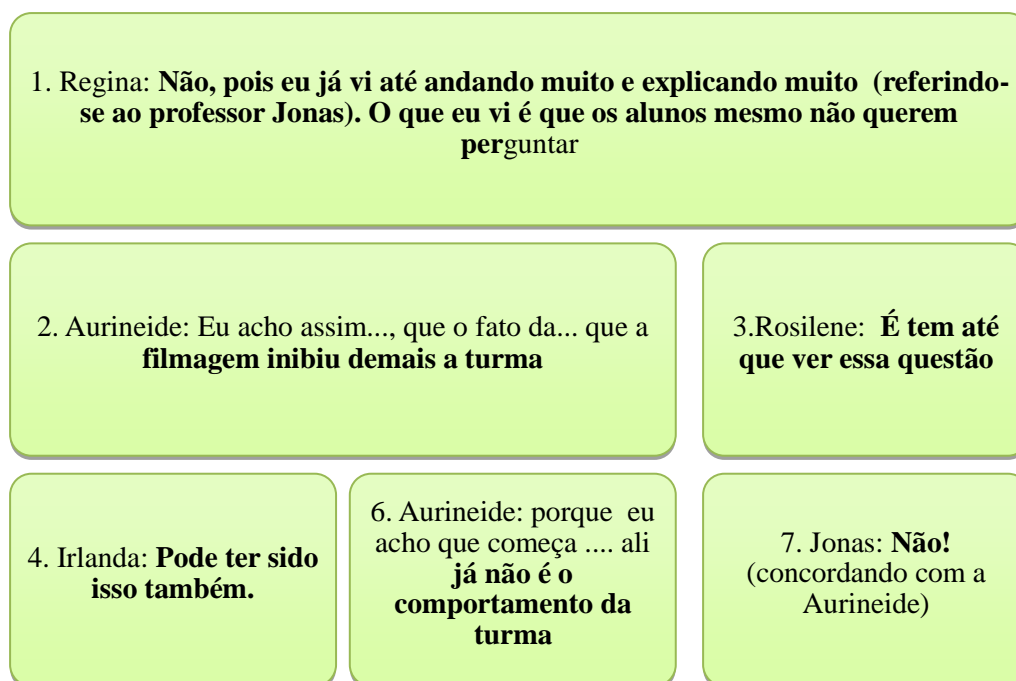 1. Regina: Não, pois eu já vi até andando muito e explicando muito (referindo-
se ao professor Jonas). O que eu vi é que os alunos mesmo não querem
perguntar
2. Aurineide: Eu acho assim..., que o fato da... que a
filmagem inibiu demais a turma
3.Rosilene: É tem até
que ver essa questão
4. Irlanda: Pode ter sido
isso também.
6. Aurineide: porque eu
acho que começa .... ali
já não é o
comportamento da
turma
7. Jonas: Não!
(concordando com a
Aurineide)